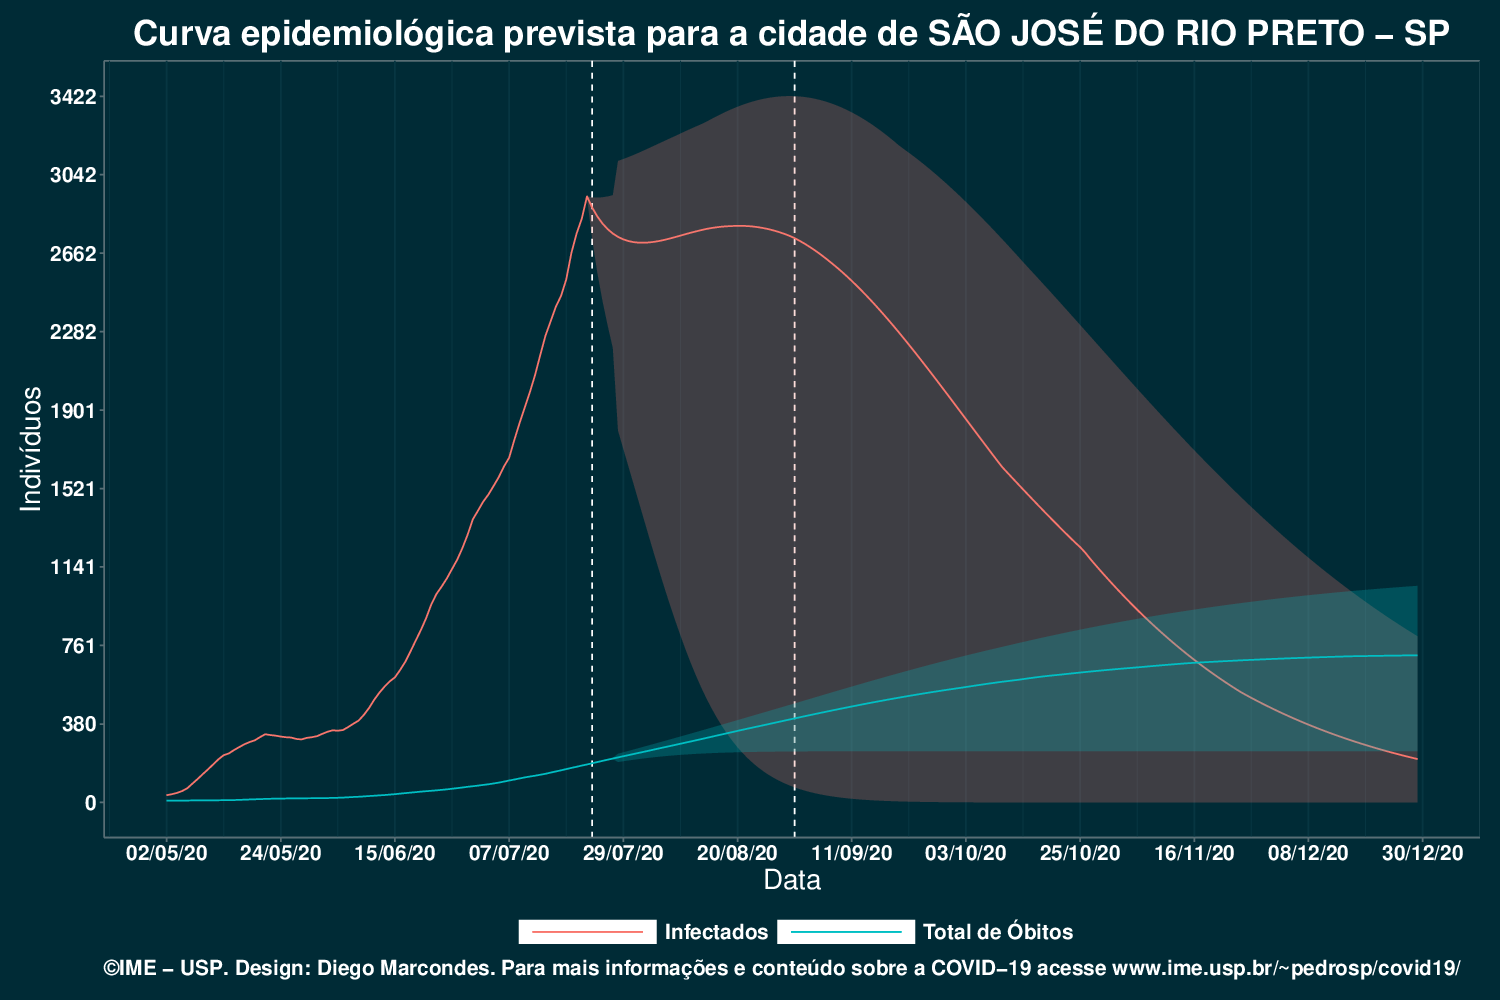 Curva epidemiológica prevista para a cidade de SÃO JOSÉ DO RIO PRETO – SP
3422
3042
2662
2282
1901
1521
1141
761
380
0
Indivíduos
02/05/20 24/05/20 15/06/20 07/07/20 29/07/20 20/08/20 11/09/20 03/10/20 25/10/20 16/11/20 08/12/20 30/12/20
Data
Infectados Total de Óbitos
©IME – USP. Design: Diego Marcondes. Para mais informações e conteúdo sobre a COVID–19 acesse www.ime.usp.br/~pedrosp/covid19/